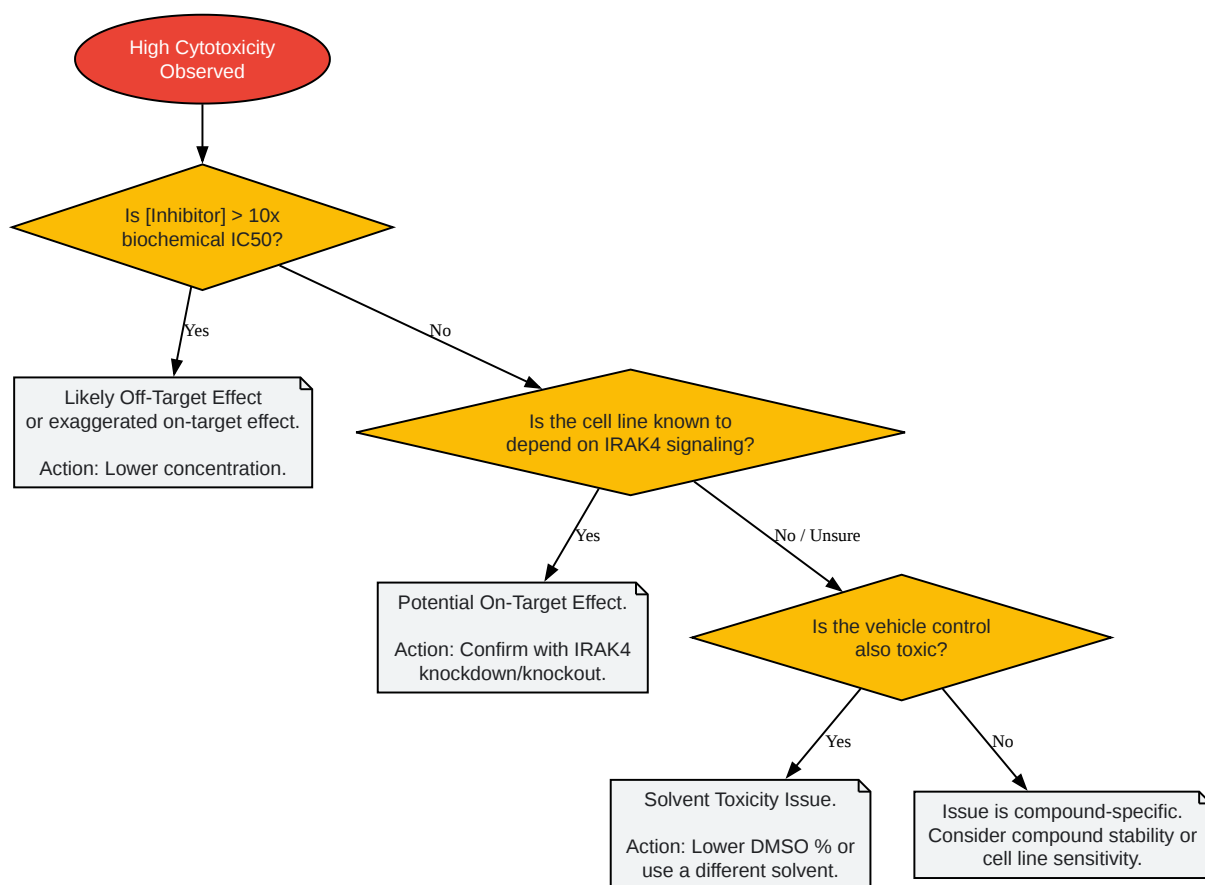 High Cytotoxicity
Observed
Is [Inhibitor] > 10x
biochemical IC50?
Yes
No
Likely Off-Target Effect
or exaggerated on-target effect.
Action: Lower concentration.
Is the cell line known to
depend on IRAK4 signaling?
Yes
No / Unsure
Potential On-Target Effect.
Action: Confirm with IRAK4
knockdown/knockout.
Is the vehicle control
also toxic?
Yes
No
Solvent Toxicity Issue.
Action: Lower DMSO % or
use a different solvent.
Issue is compound-specific.
Consider compound stability or
cell line sensitivity.